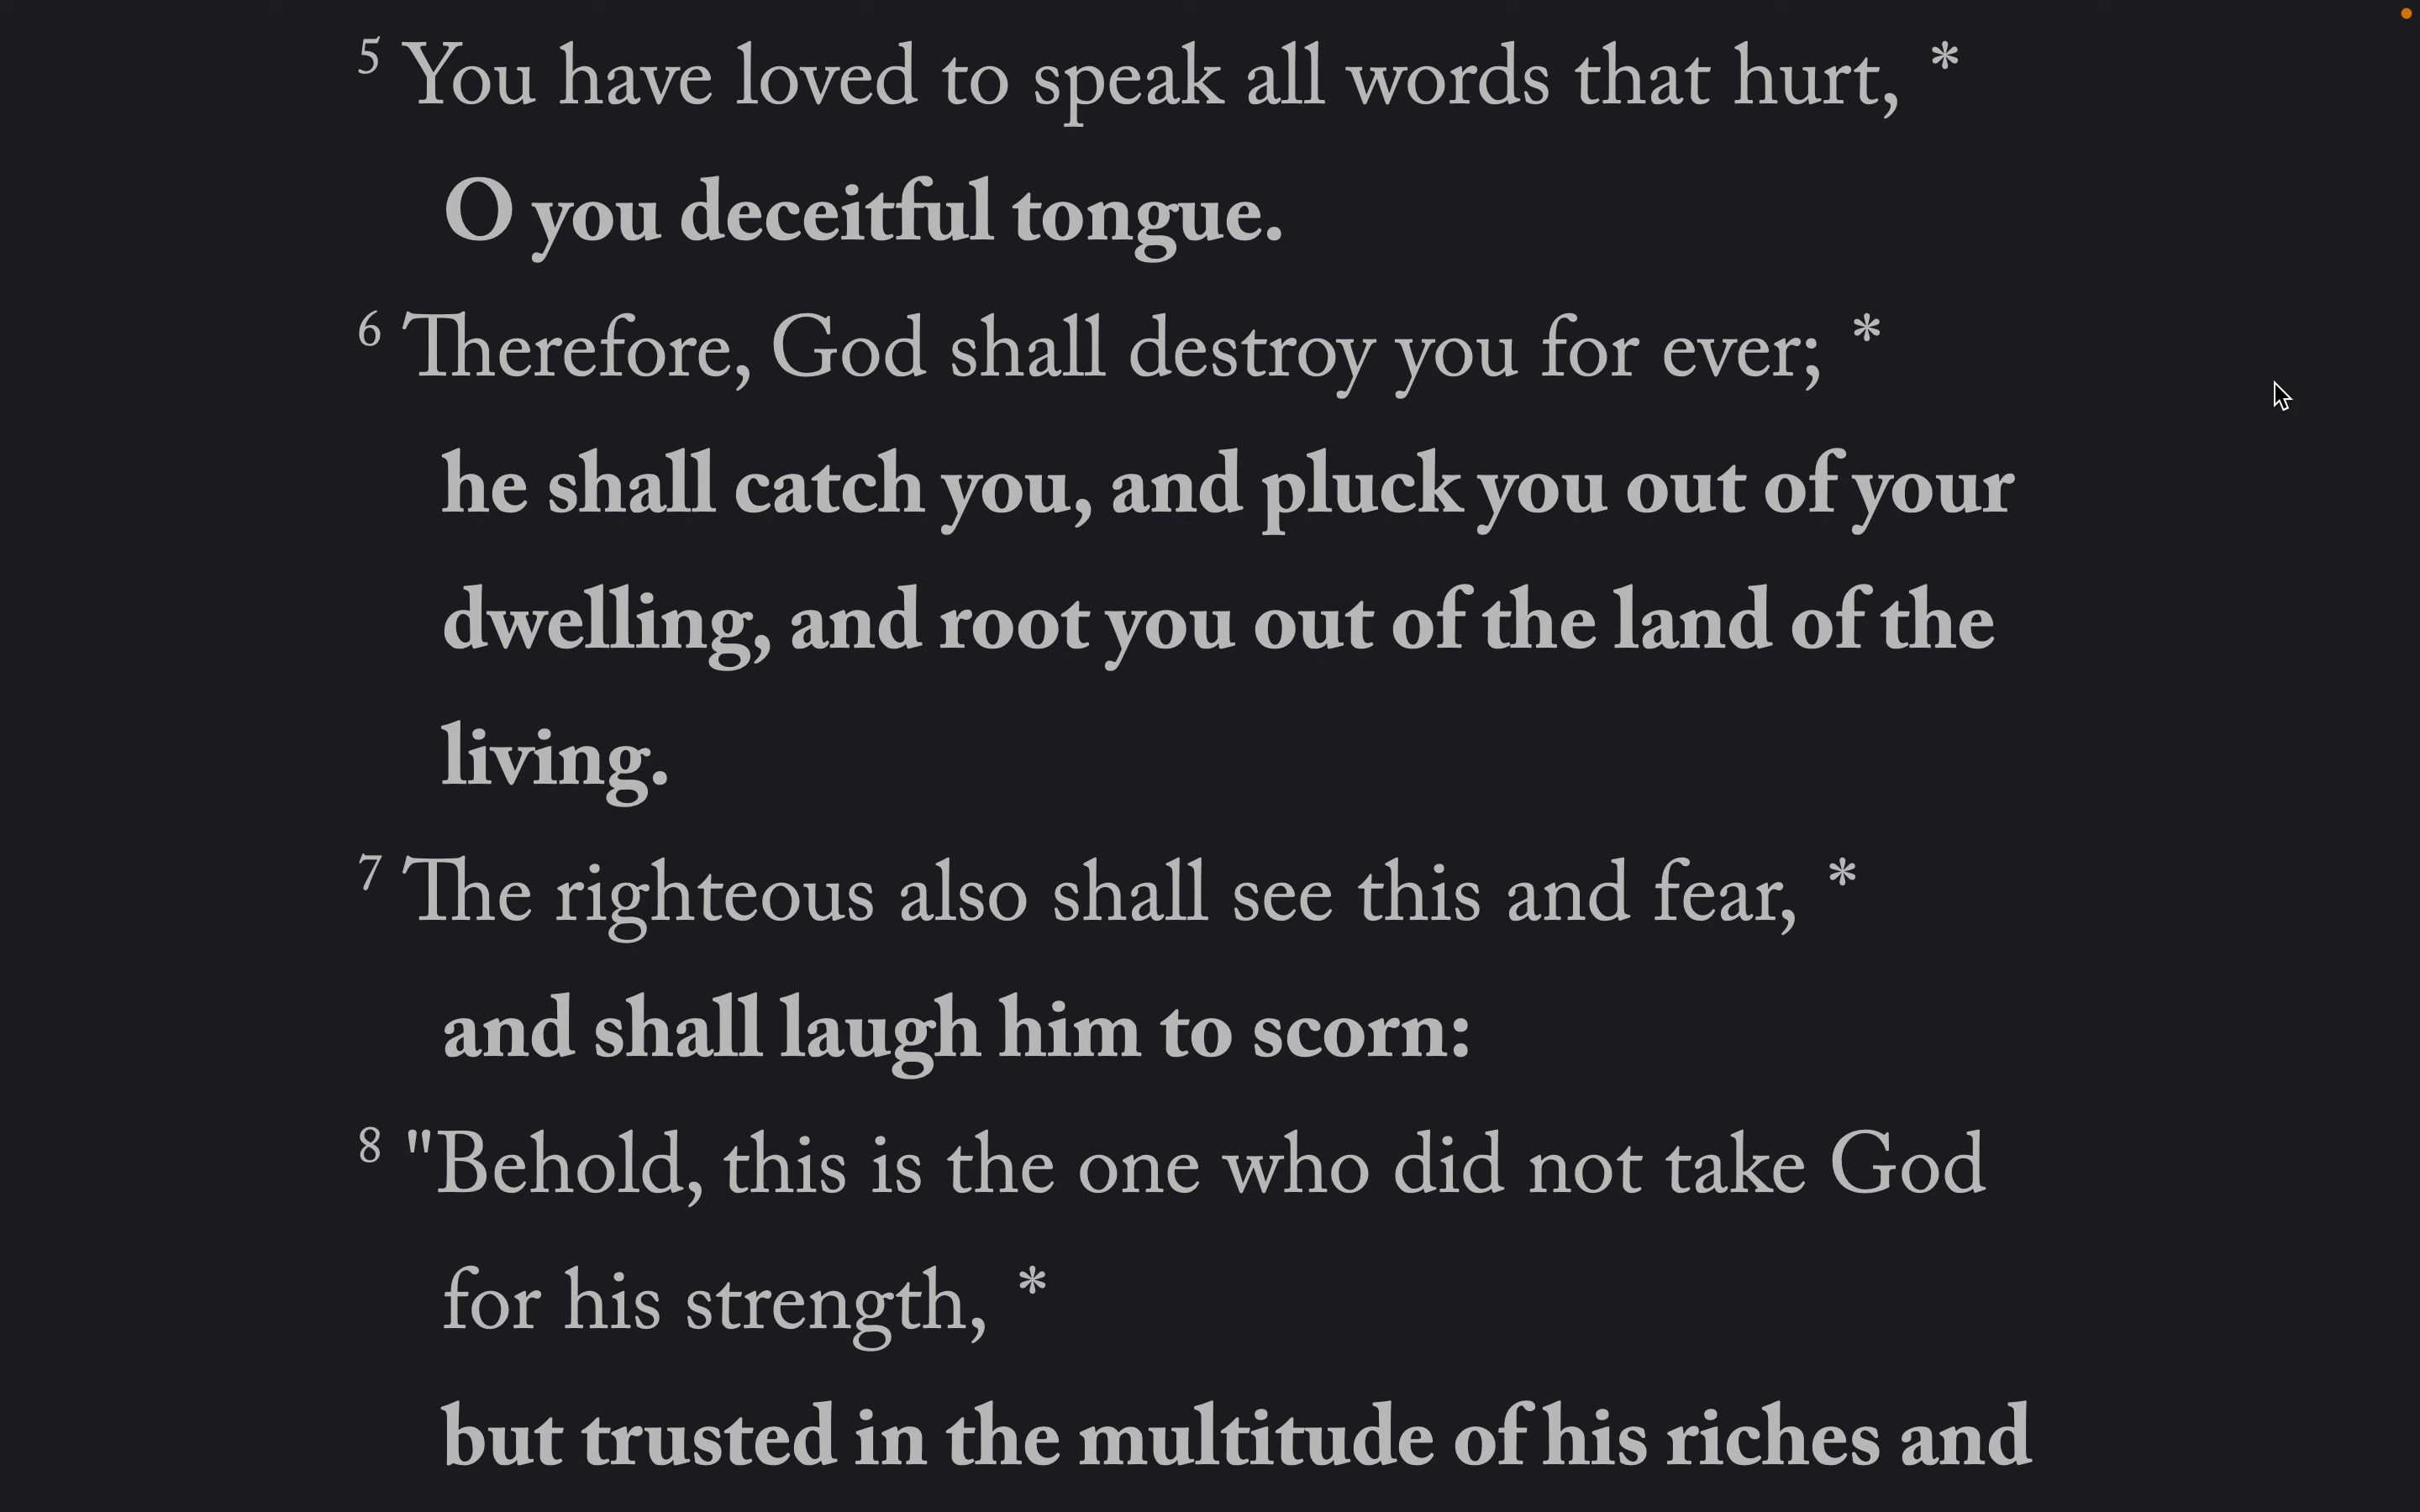 5 You have loved to speak all words that hurt, *
O you deceitful tongue.
6 Therefore, God shall destroy you for ever; *
he shall catch you, and pluck you out of your
dwelling, and root you out of the land of the
living.
7 The righteous also shall see this and fear, *
and shall laugh him to scorn:
8 "Behold, this is the one who did not take God
for his strength, *
but trusted in the multitude of his riches and